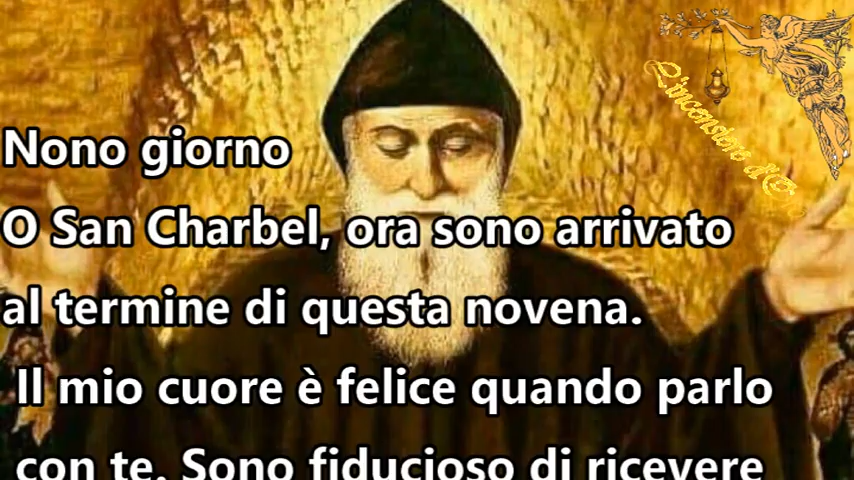 L'incensiere d'
Nono giorno
O San Charbel, ora sono arrivato
al termine di questa novena.
Il mio cuore è felice quando parlo
con te. Sono fiducioso di ricevere